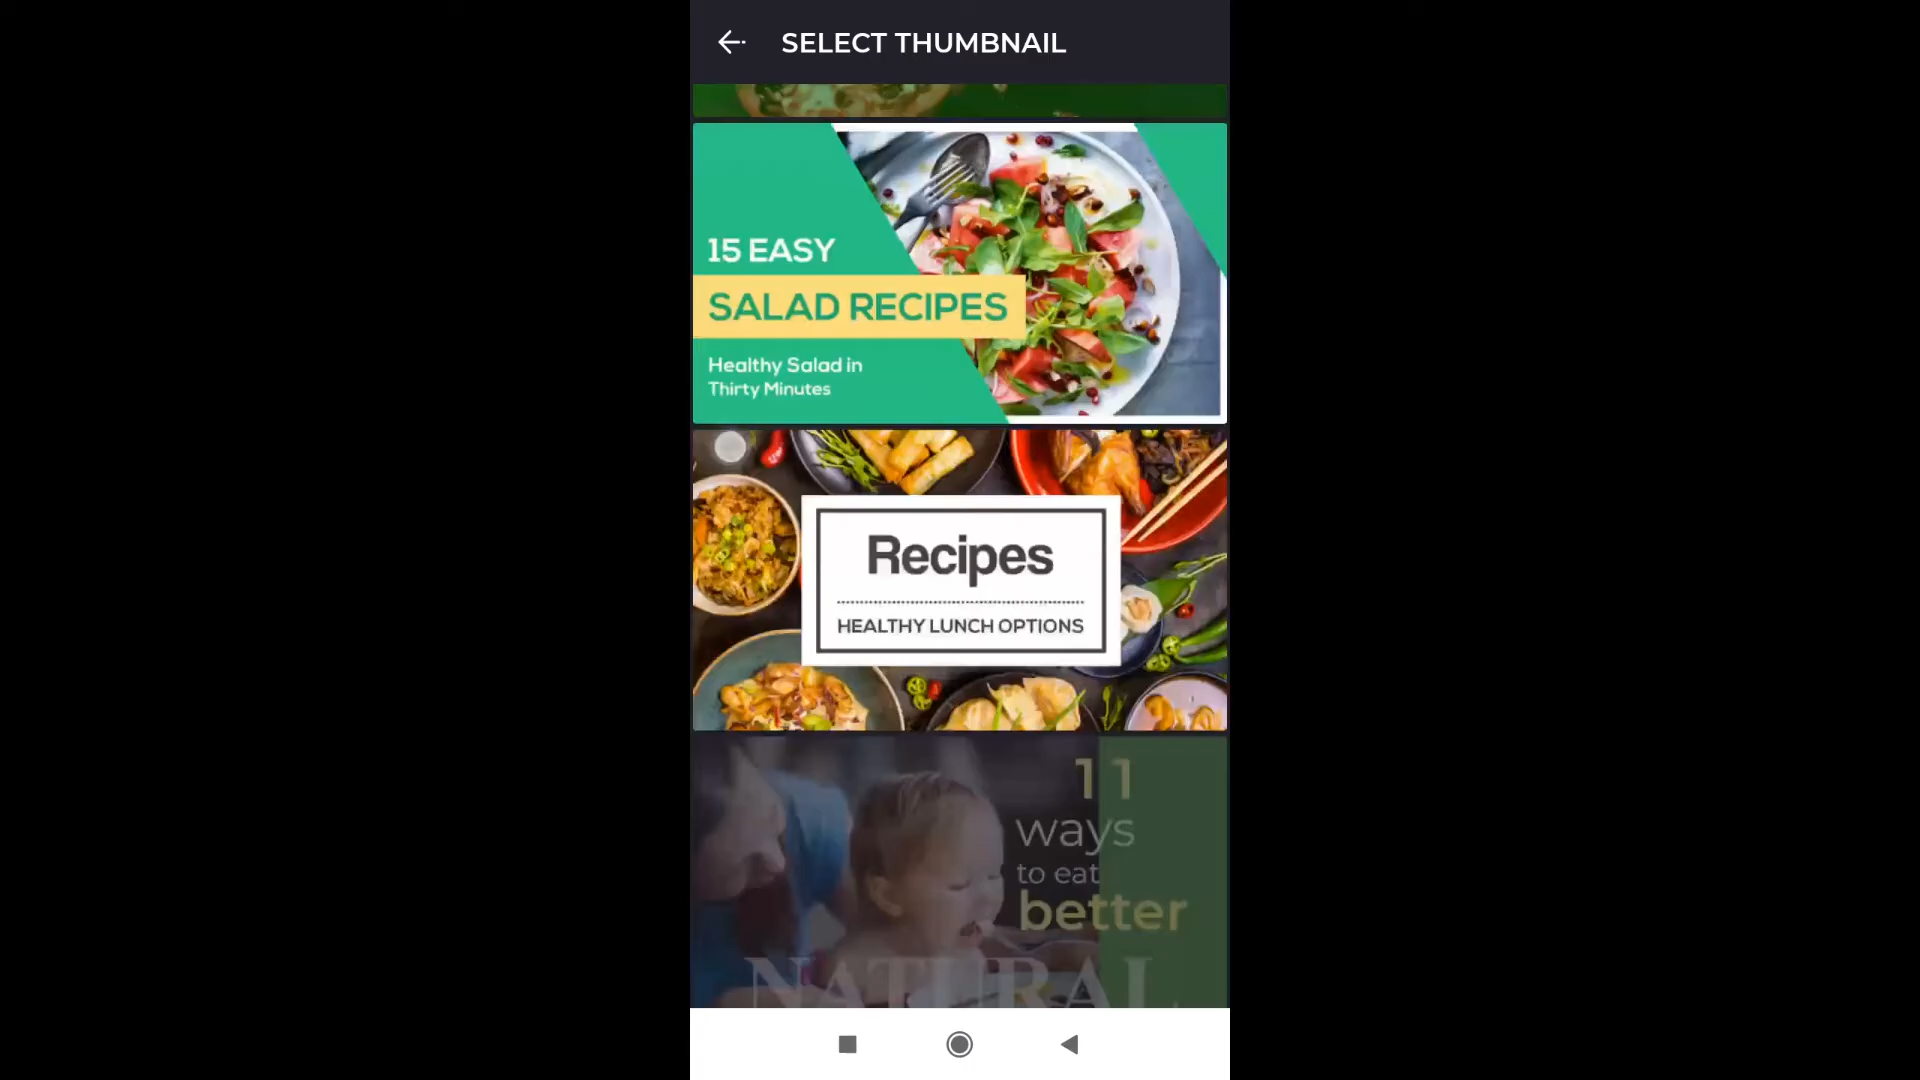 SELECT THUMBNAIL
15 EASY
SALAD RECIPES
Healthy Salad in
Thirty Minutes
Recipes
HEALTHY LUNCH OPTIONS
11
ways
to eat
better
NATURAL